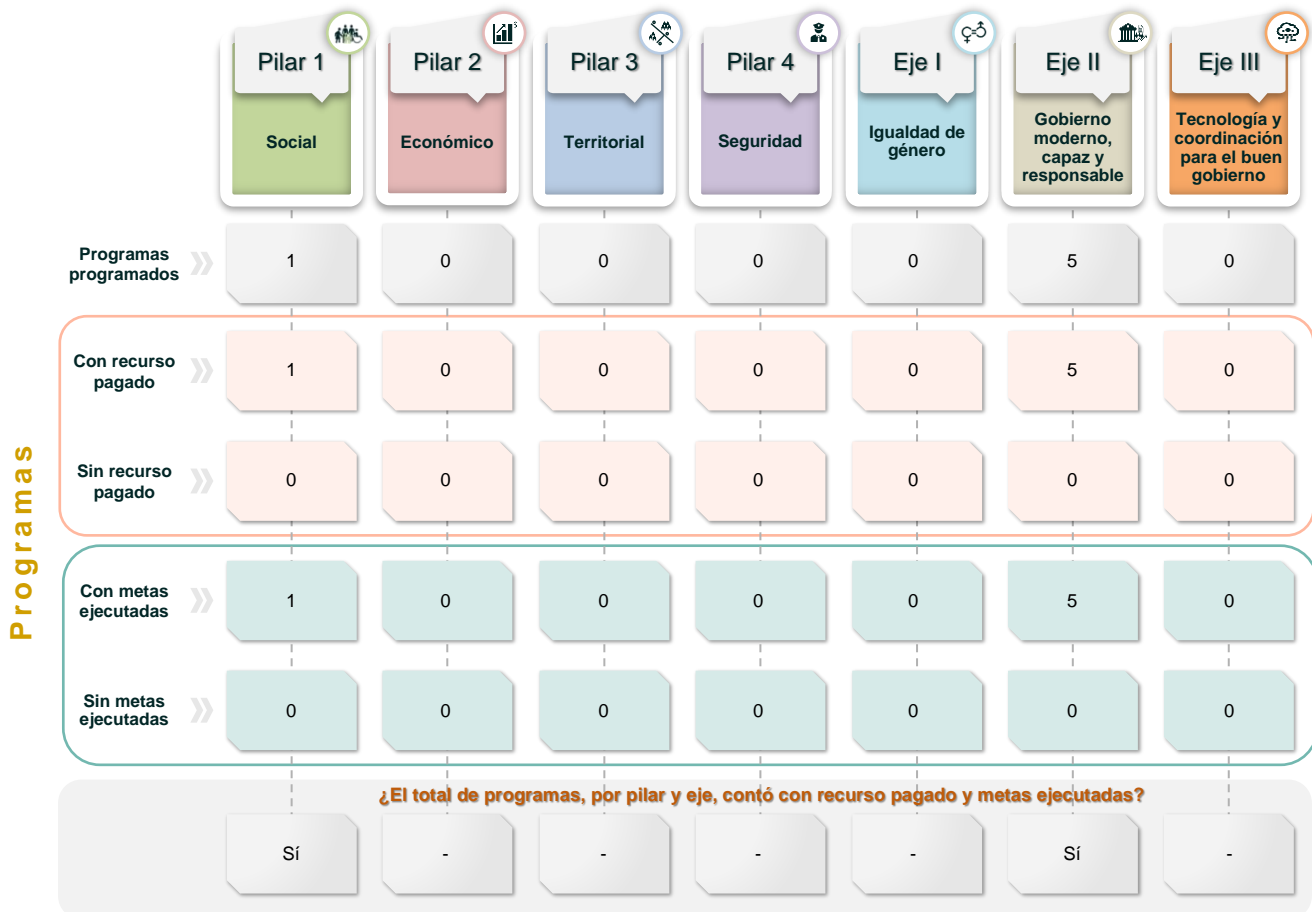 Pilar 1
Pilar 2
Pilar 3
Pilar 4
Eje I
Eje II
Eje III
Social
Económico
Territorial
Seguridad
Igualdad de
género
Gobierno
moderno,
capaz y
responsable
Tecnología y
coordinación
para el buen
gobierno
Programas
Programas
programados
1 0 0 0 0 5 0
Con recurso
pagado
1 0 0 0 0 5 0
Sin recurso
pagado
0 0 0 0 0 0 0
Con metas
ejecutadas
1 0 0 0 0 5 0
Sin metas
ejecutadas
0 0 0 0 0 0 0
¿El total de programas, por pilar y eje, contó con recurso pagado y metas ejecutadas?
Sí - - - - Sí -